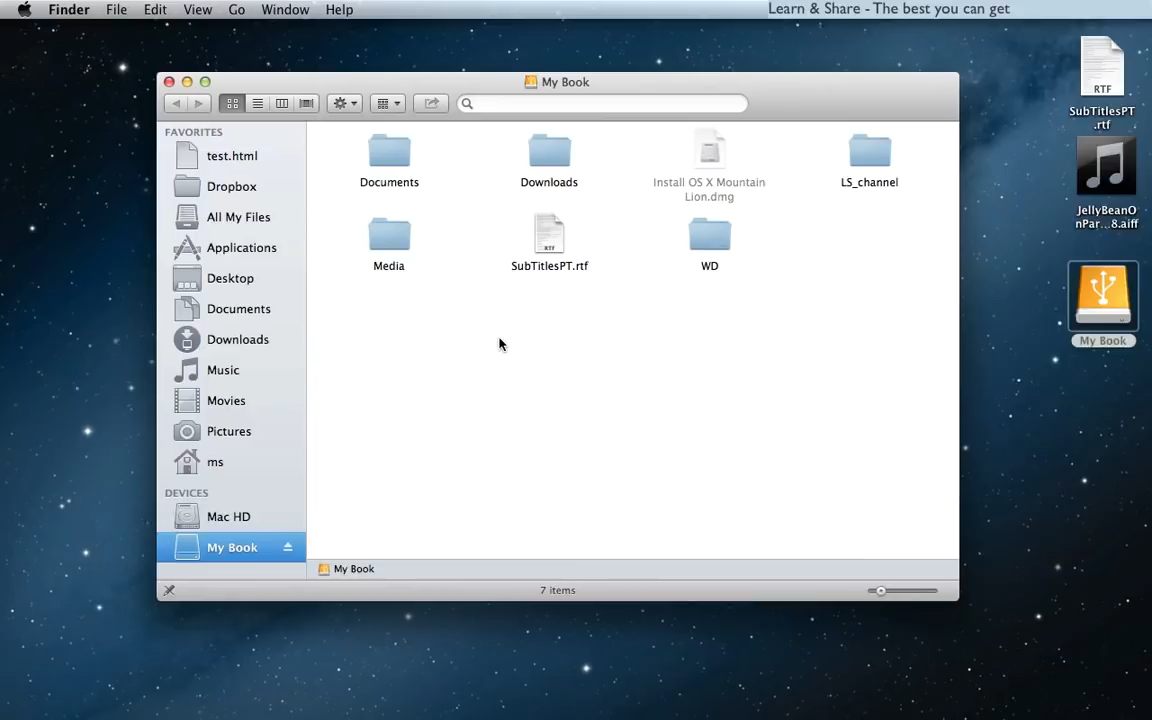 Finder File Edit View Go Window Help
Learn & Share - The best you can get
My Book
FAVORITES
test.html
Dropbox
All My Files
Applications
Desktop
Documents
Downloads
Music
Movies
Pictures
ms
DEVICES
Mac HD
My Book
Documents
Downloads
Install OS X Mountain
Lion.dmg
LS_channel
Media
RTF
SubTitlesPT.rtf
WD
My Book
7 items
RTF
SubTitlesPT
.rtf
JellyBeanO
nPar...8.aiff
My Book